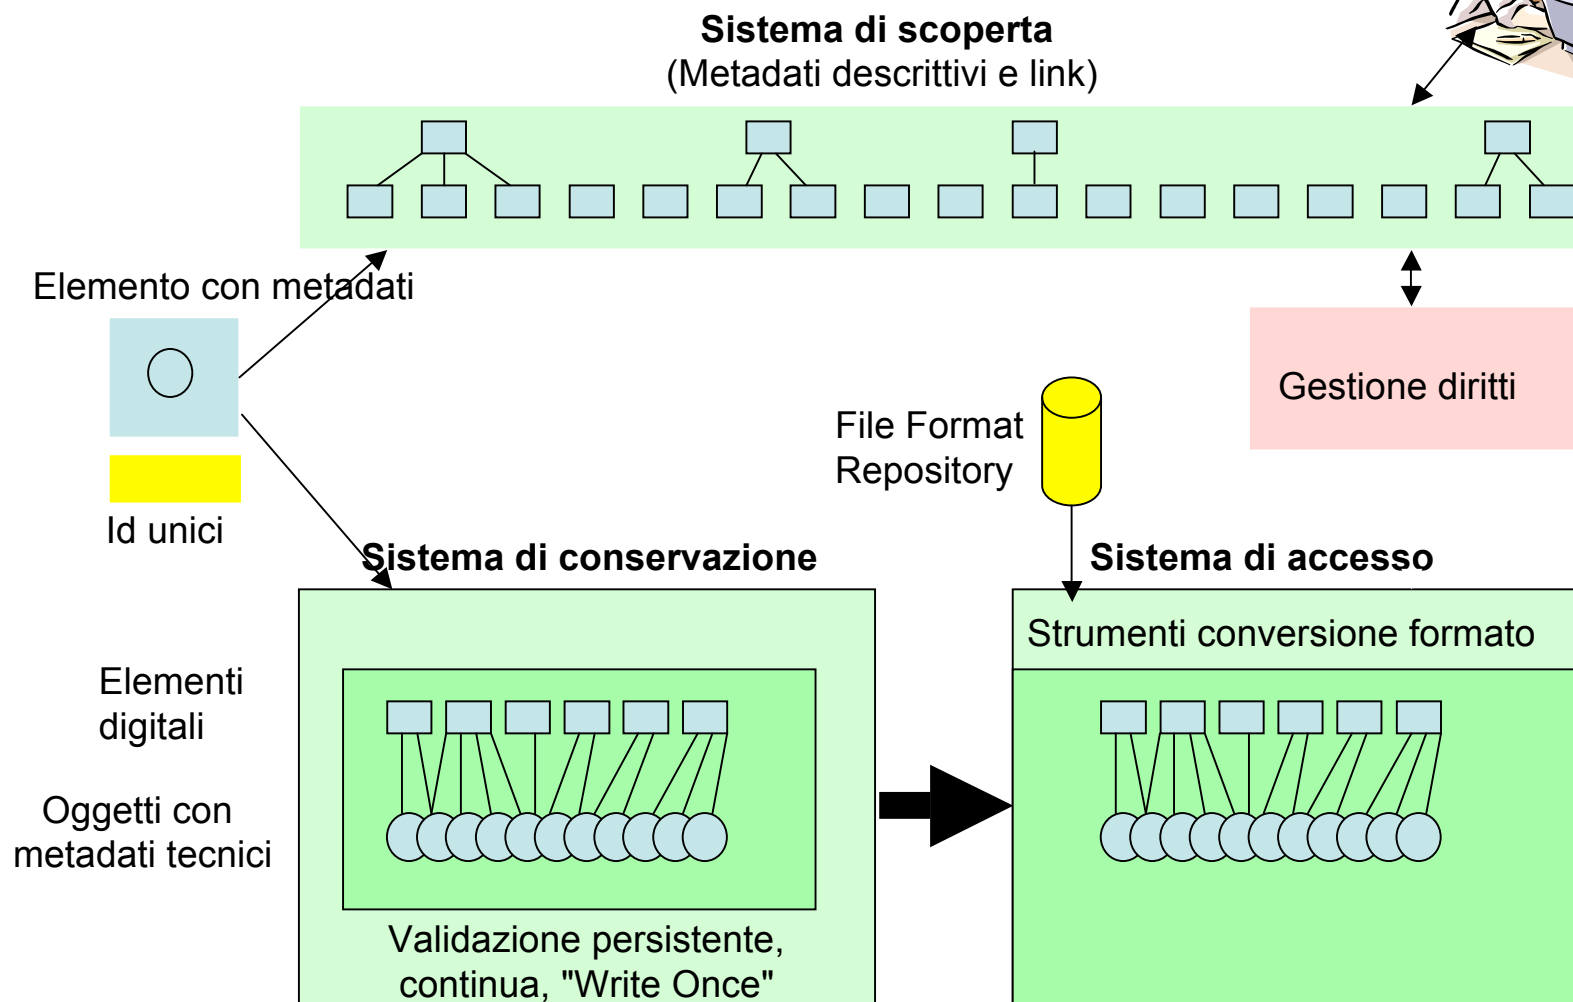 Sistema di scoperta
(Metadati descrittivi e link)
Elemento con metadati
Gestione diritti
File Format
Repository
Id unici
Sistema di conservazione
Sistema di accesso
Strumenti conversione formato
Elementi
digitali
Oggetti con
metadati tecnici
Validazione persistente,
continua, "Write Once"